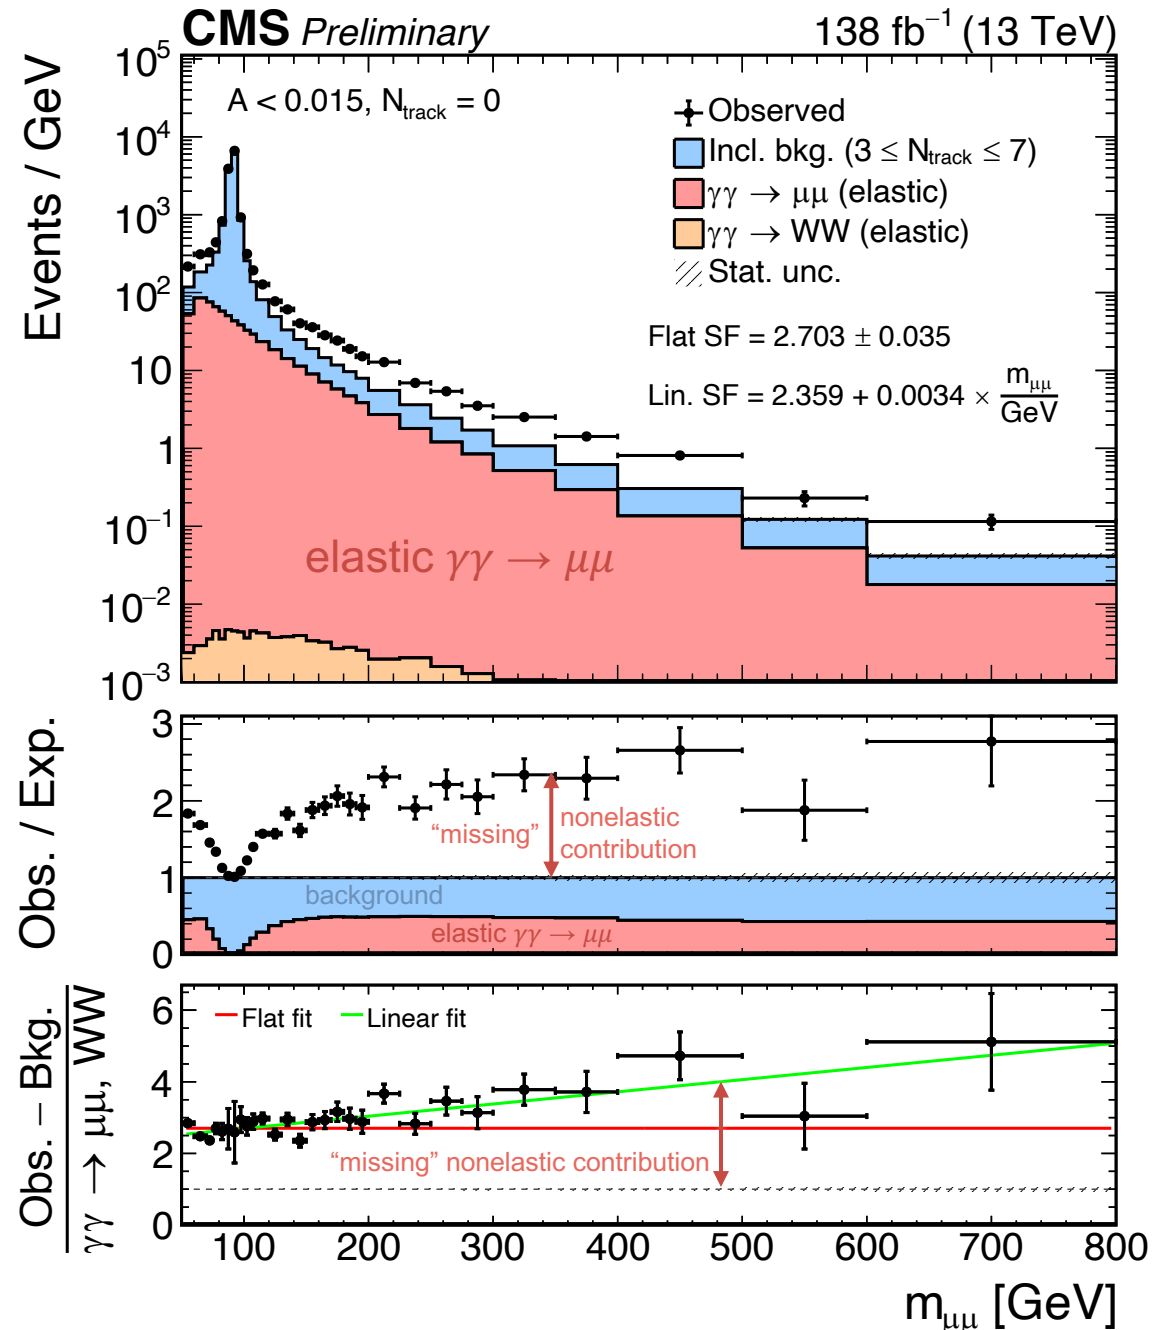 CMS Preliminary 138 fb⁻¹ (13 TeV)
Events / GeV
10⁵
10⁴
10³
10²
10
1
10⁻¹
10⁻²
10⁻³
A < 0.015, N_track = 0
Observed
Incl. bkg. (3 ≤ N_track ≤ 7)
γγ → μμ (elastic)
γγ → WW (elastic)
Stat. unc.
Flat SF = 2.703 ± 0.035
Lin. SF = 2.359 + 0.0034 × m_μμ / GeV
elastic γγ → μμ
Obs. / Exp.
3
2
1
0
“missing”
nonelastic
contribution
background
elastic γγ → μμ
Obs. – Bkg.
γγ → μμ, WW
6
4
2
0
Flat fit
Linear fit
“missing” nonelastic contribution
100 200 300 400 500 600 700 800
m_μμ [GeV]